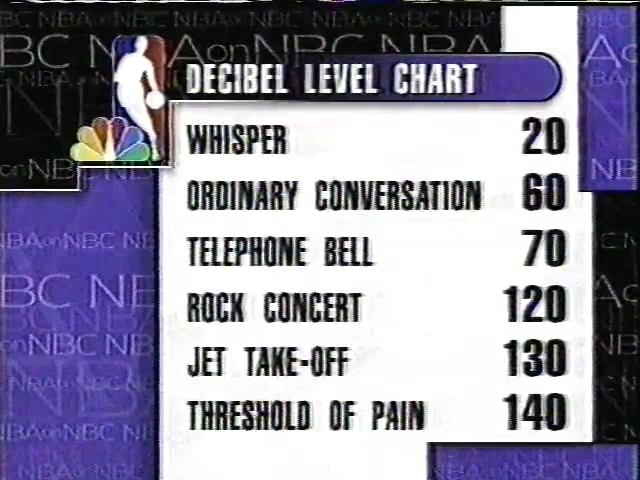 DECIBEL LEVEL CHART
WHISPER 20
ORDINARY CONVERSATION 60
TELEPHONE BELL 70
ROCK CONCERT 120
JET TAKE-OFF 130
THRESHOLD OF PAIN 140